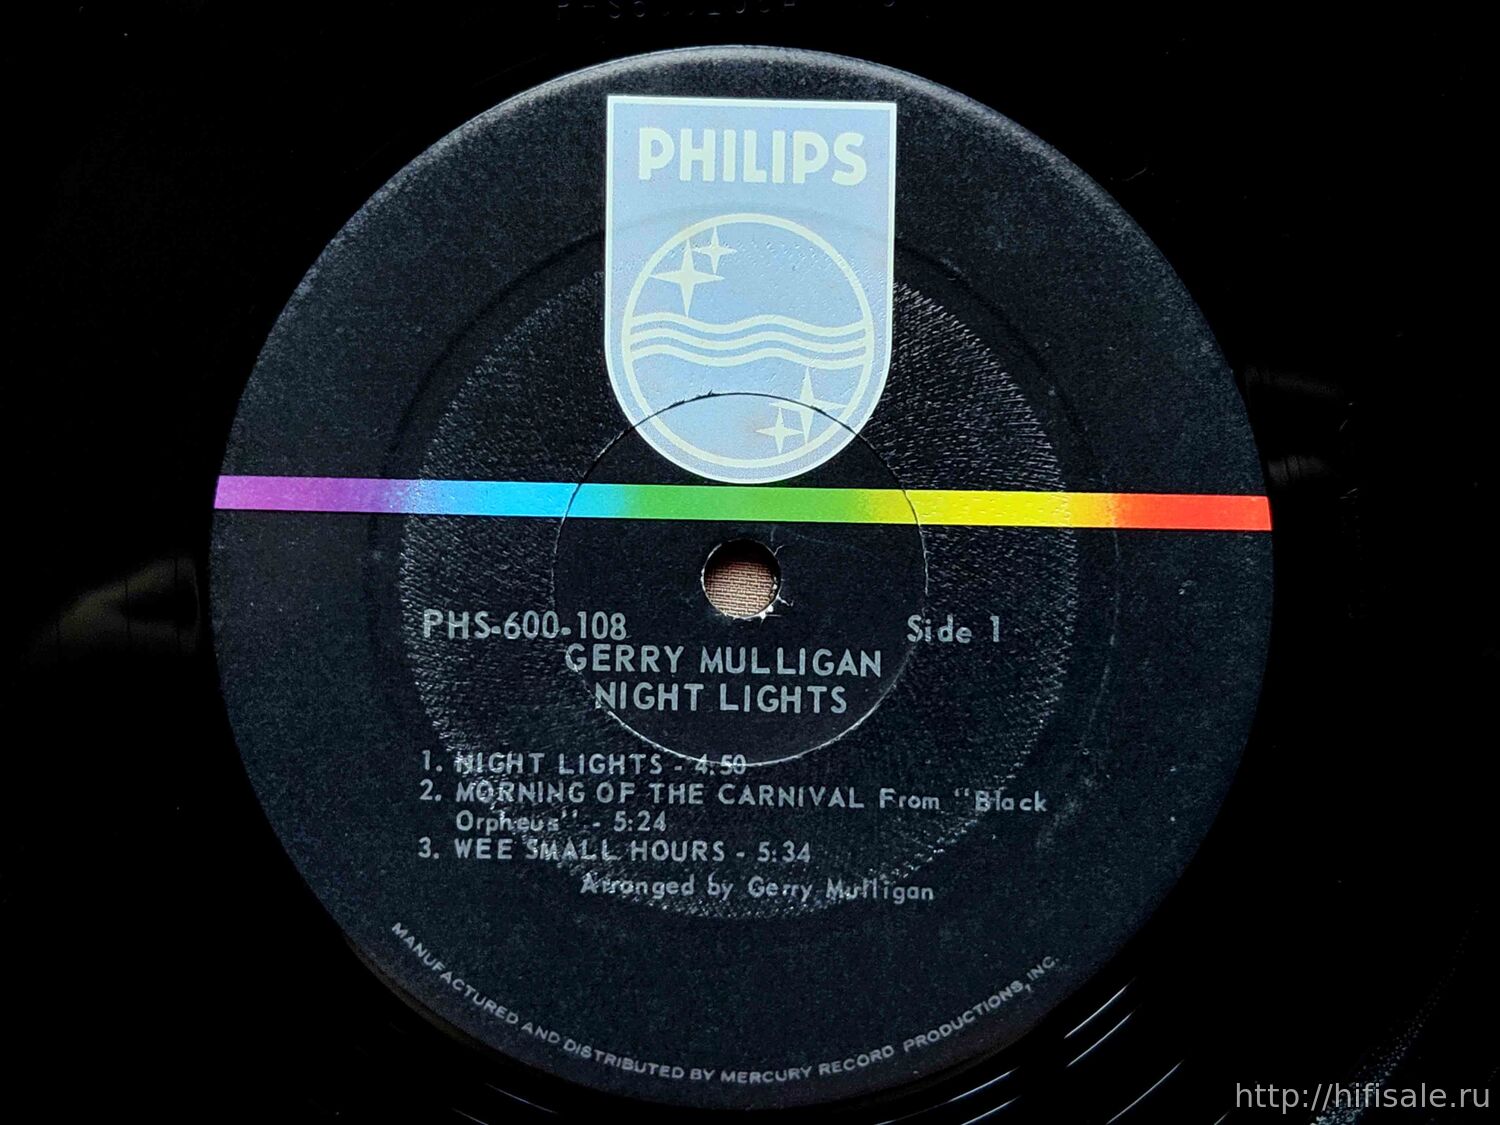 PHILIPS
PHS-600-108
Side 1
GERRY MULLIGAN
NIGHT LIGHTS
1. NIGHT LIGHTS - 4:50
2. MORNING OF THE CARNIVAL From "Black
Orpheus" - 5:24
3. WEE SMALL HOURS - 5:34
Arranged by Gerry Mulligan
MANUFACTURED AND DISTRIBUTED BY MERCURY RECORD PRODUCTIONS, INC.
http://hifisale.ru